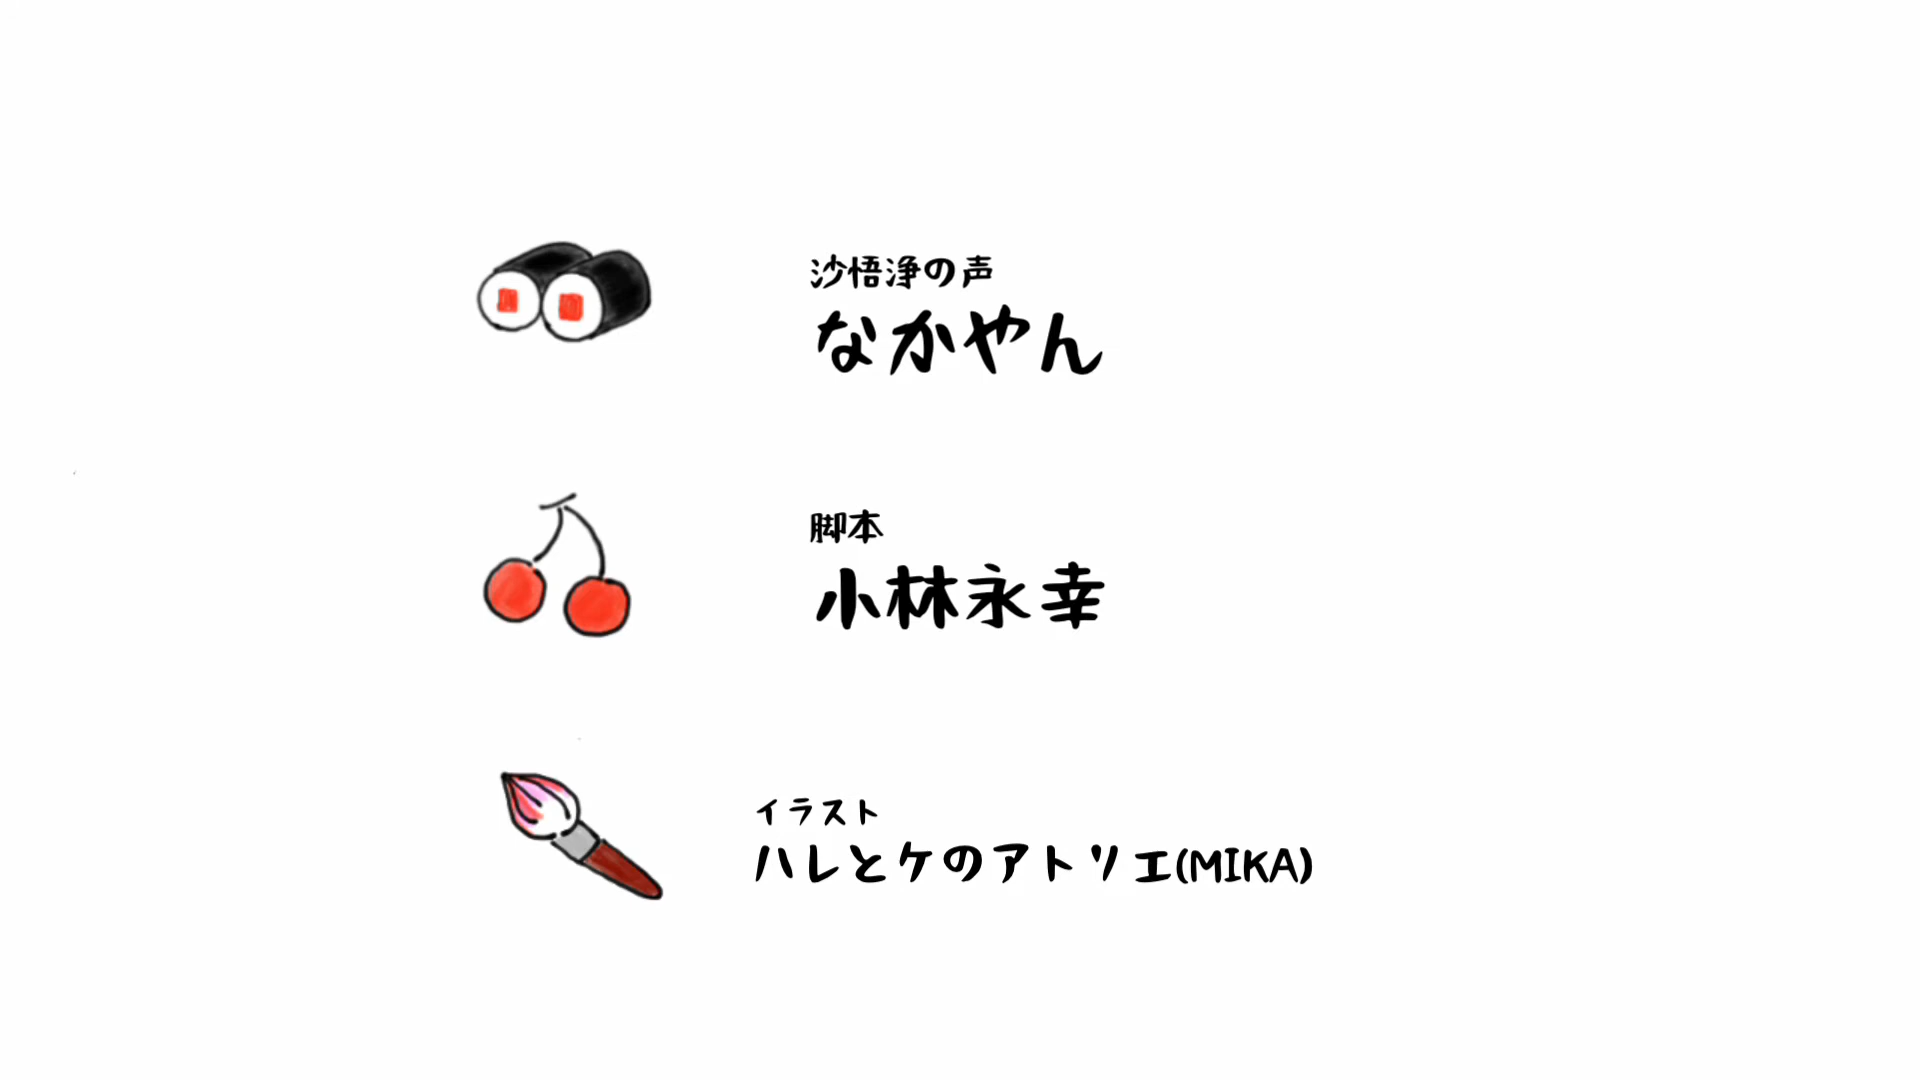 沙悟浄の声
なかやん
脚本
小林永幸
イラスト
ハレとケのアトリエ(MIKA)